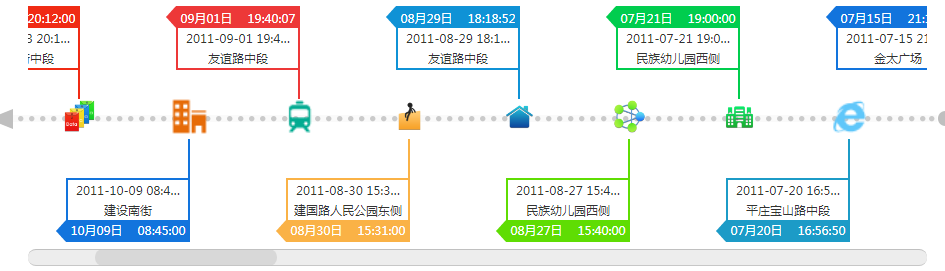 20:12:00
8 20:1...
街中段
09月01日 19:40:07
2011-09-01 19:4...
友谊路中段
08月29日 18:18:52
2011-08-29 18:1...
友谊路中段
07月21日 19:00:00
2011-07-21 19:0...
民族幼儿园西侧
07月15日 21:
2011-07-15 21
金太广场
Data
2011-10-09 08:4...
建设南街
10月09日 08:45:00
2011-08-30 15:3...
建国路人民公园东侧
08月30日 15:31:00
2011-08-27 15:4...
民族幼儿园西侧
08月27日 15:40:00
2011-07-20 16:5...
平庄宝山路中段
07月20日 16:56:50